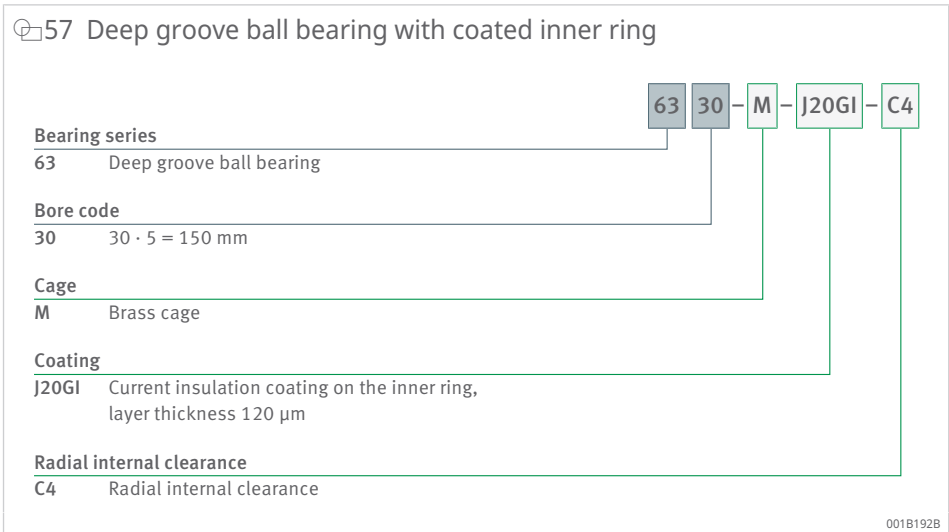 57 Deep groove ball bearing with coated inner ring
63 30 – M – J20GI – C4
Bearing series
63 Deep groove ball bearing
Bore code
30 30 · 5 = 150 mm
Cage
M Brass cage
Coating
J20GI Current insulation coating on the inner ring,
layer thickness 120 μm
Radial internal clearance
C4 Radial internal clearance
001B192B